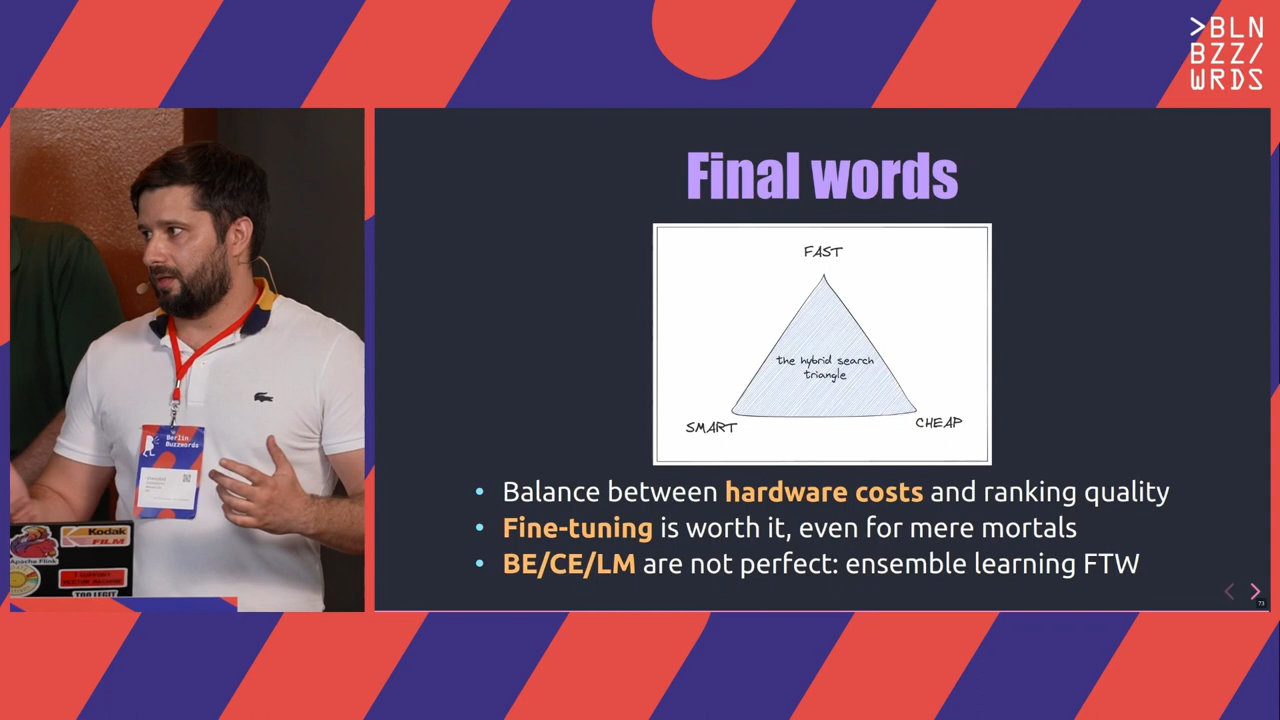 >BLN
BZZ/
WRDS
Final words
FAST
the hybrid search
triangle
SMART
CHEAP
• Balance between hardware costs and ranking quality
• Fine-tuning is worth it, even for mere mortals
• BE/CE/LM are not perfect: ensemble learning FTW
73
Berlin
Buzzwords
Kodak
FILM
Apache Flink
TOO LEGIT